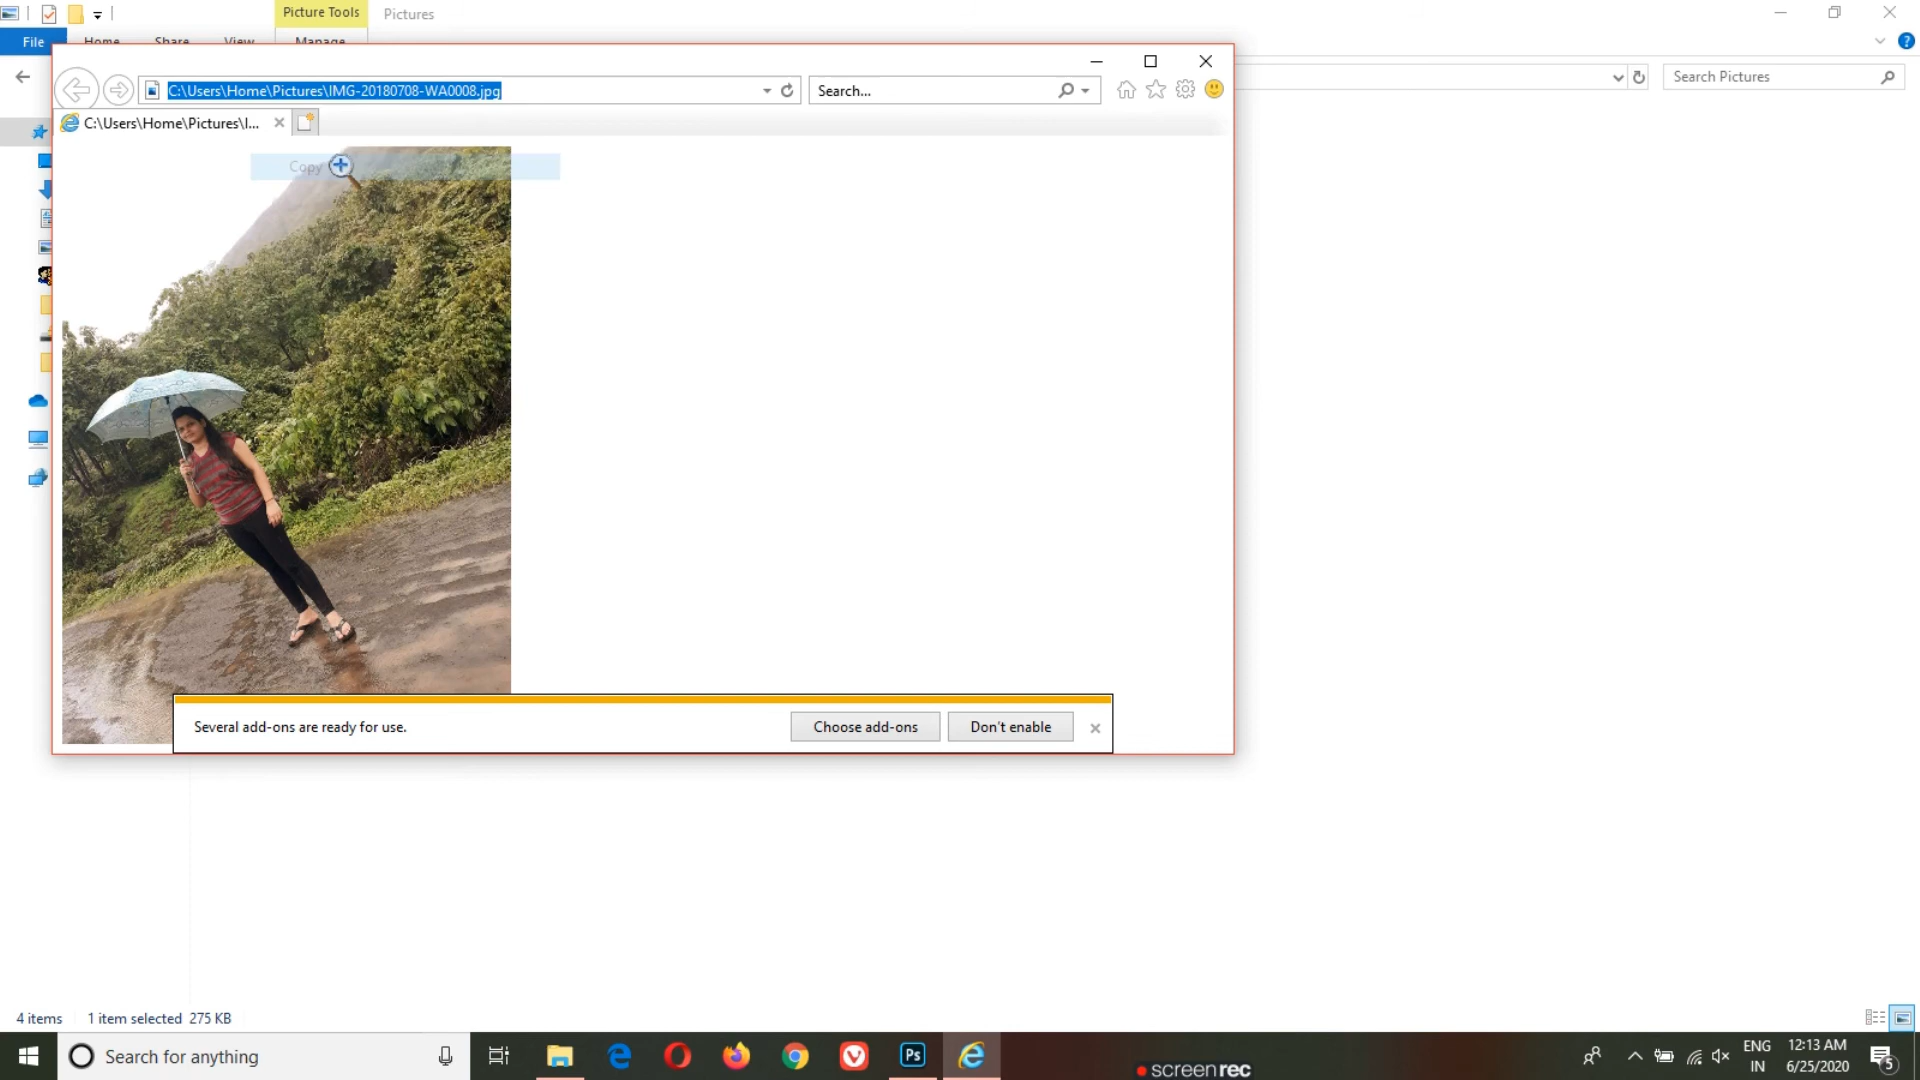 Picture Tools
Pictures
File
Home
Share
View
Manage
Search Pictures
C:\Users\Home\Pictures\IMG-20180708-WA0008.jpg
Search...
C:\Users\Home\Pictures\I...
Copy
Several add-ons are ready for use.
Choose add-ons
Don't enable
4 items
1 item selected 275 KB
Search for anything
Ps
screenrec
ENG
IN
12:13 AM
6/25/2020
5